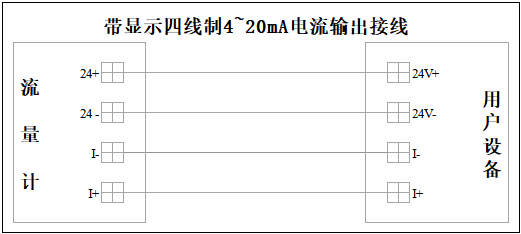 带显示四线制4~20mA电流输出接线
流量计
24+
24 -
I-
I+
24V+
24V-
I-
I+
用户设备